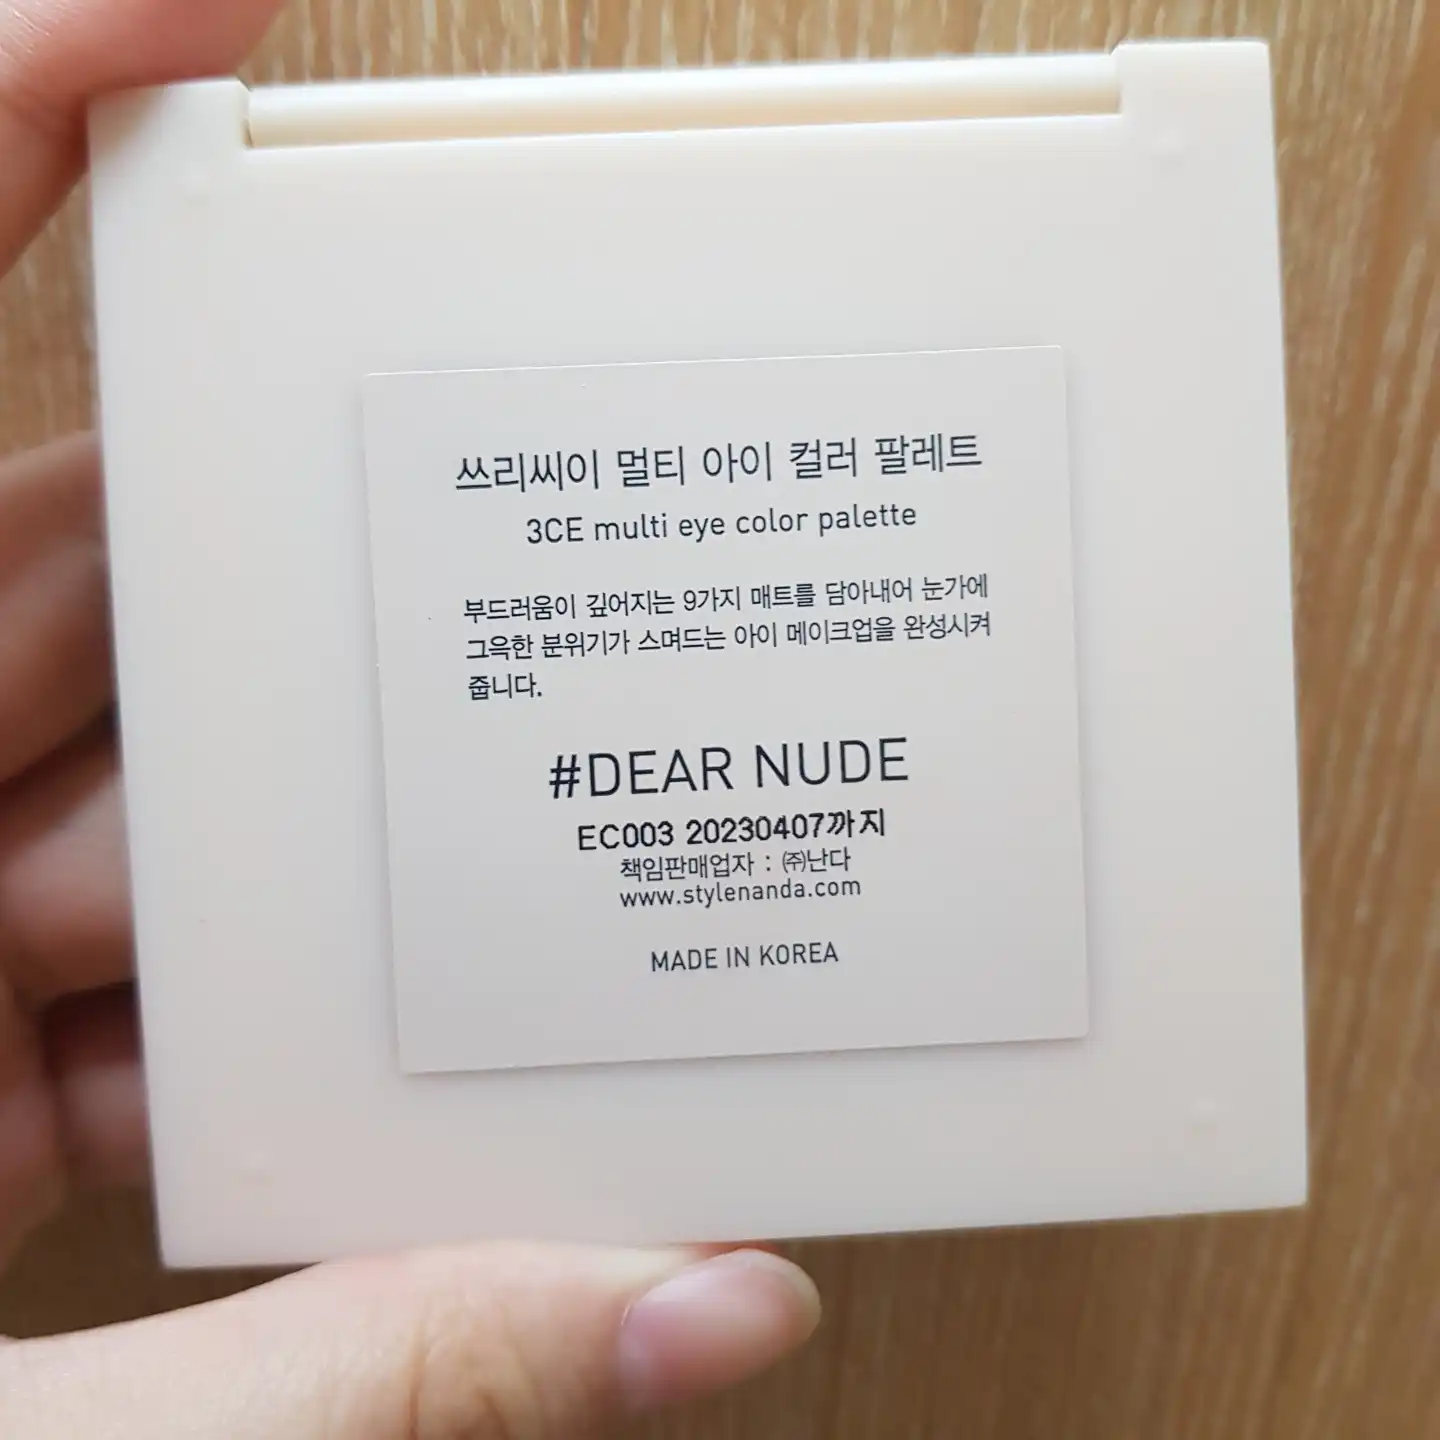 쓰리씨이 멀티 아이 컬러 팔레트
3CE multi eye color palette
부드러움이 깊어지는 9가지 매트를 담아내어 눈가에
그윽한 분위기가 스며드는 아이 메이크업을 완성시켜
줍니다.
#DEAR NUDE
EC003 20230407까지
책임판매업자 : ㈜난다
www.stylenanda.com
MADE IN KOREA